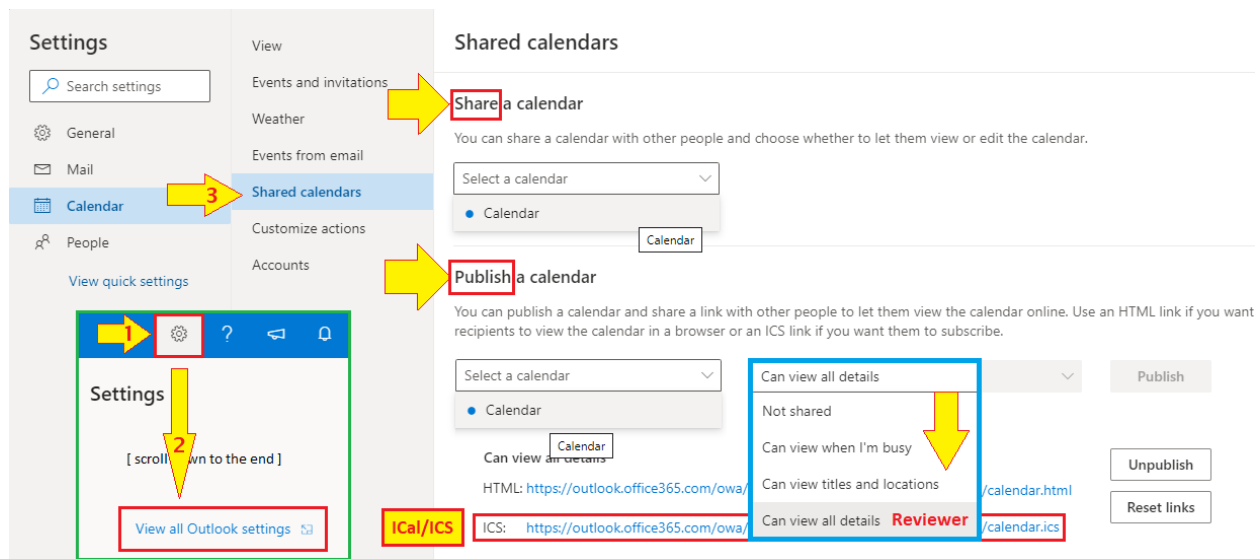 Settings
Search settings
General
Mail
Calendar
People
View quick settings
1
?
Settings
2
[ scroll wn to the end ]
View all Outlook settings
View
Events and invitations
Weather
Events from email
3
Shared calendars
Customize actions
Accounts
Shared calendars
Share a calendar
You can share a calendar with other people and choose whether to let them view or edit the calendar.
Select a calendar
Calendar
Calendar
Publish a calendar
You can publish a calendar and share a link with other people to let them view the calendar online. Use an HTML link if you want
recipients to view the calendar in a browser or an ICS link if you want them to subscribe.
Select a calendar
Calendar
Calendar
Can view all details
Not shared
Can view when I'm busy
Can view titles and locations
Can view all details Reviewer
Publish
Can view all details
HTML: https://outlook.office365.com/owa/ /calendar.html
ICal/ICS
ICS: https://outlook.office365.com/owa/ /calendar.ics
Unpublish
Reset links